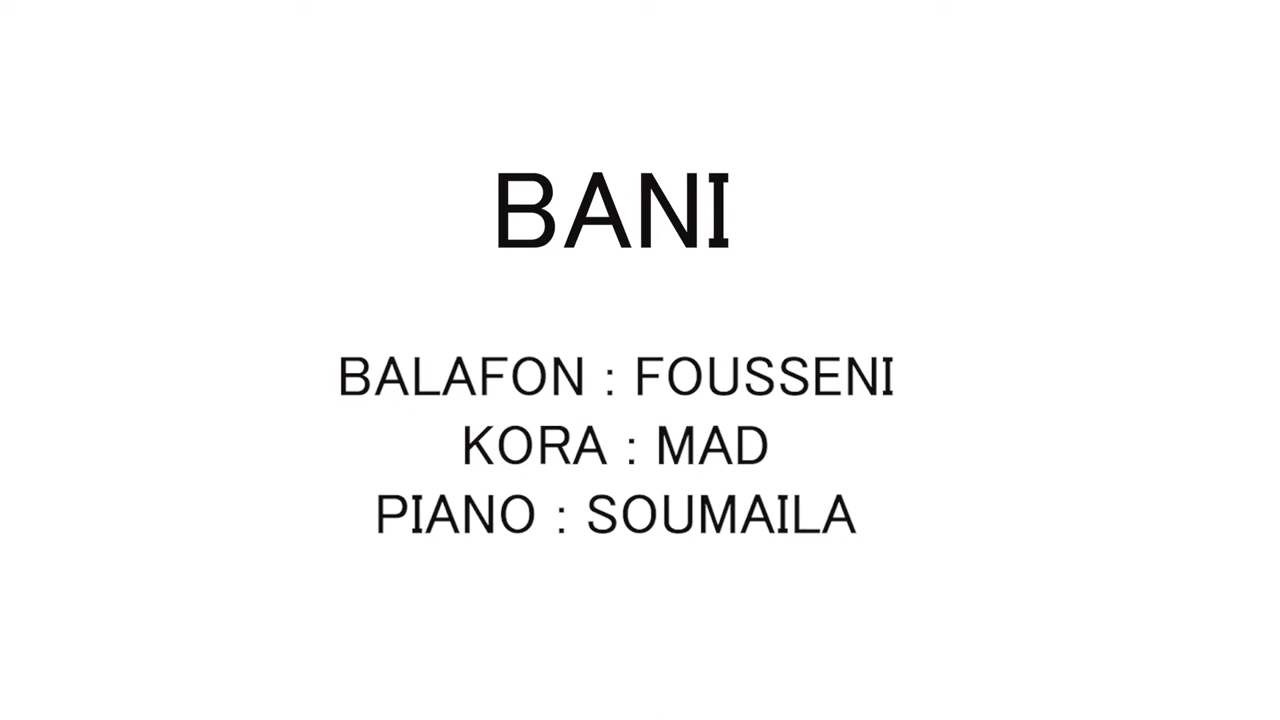 BANI
BALAFON : FOUSSENI
KORA : MAD
PIANO : SOUMAILA